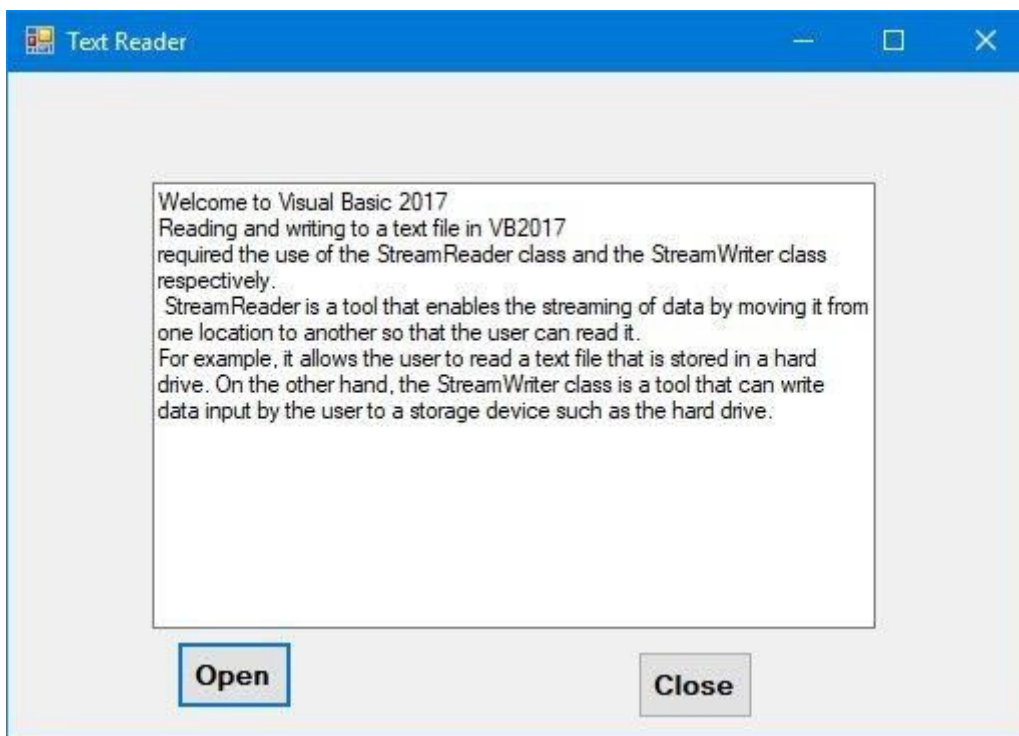 Text Reader
Welcome to Visual Basic 2017
Reading and writing to a text file in VB2017
required the use of the StreamReader class and the StreamWriter class
respectively.
StreamReader is a tool that enables the streaming of data by moving it from
one location to another so that the user can read it.
For example, it allows the user to read a text file that is stored in a hard
drive. On the other hand, the StreamWriter class is a tool that can write
data input by the user to a storage device such as the hard drive.
Open
Close